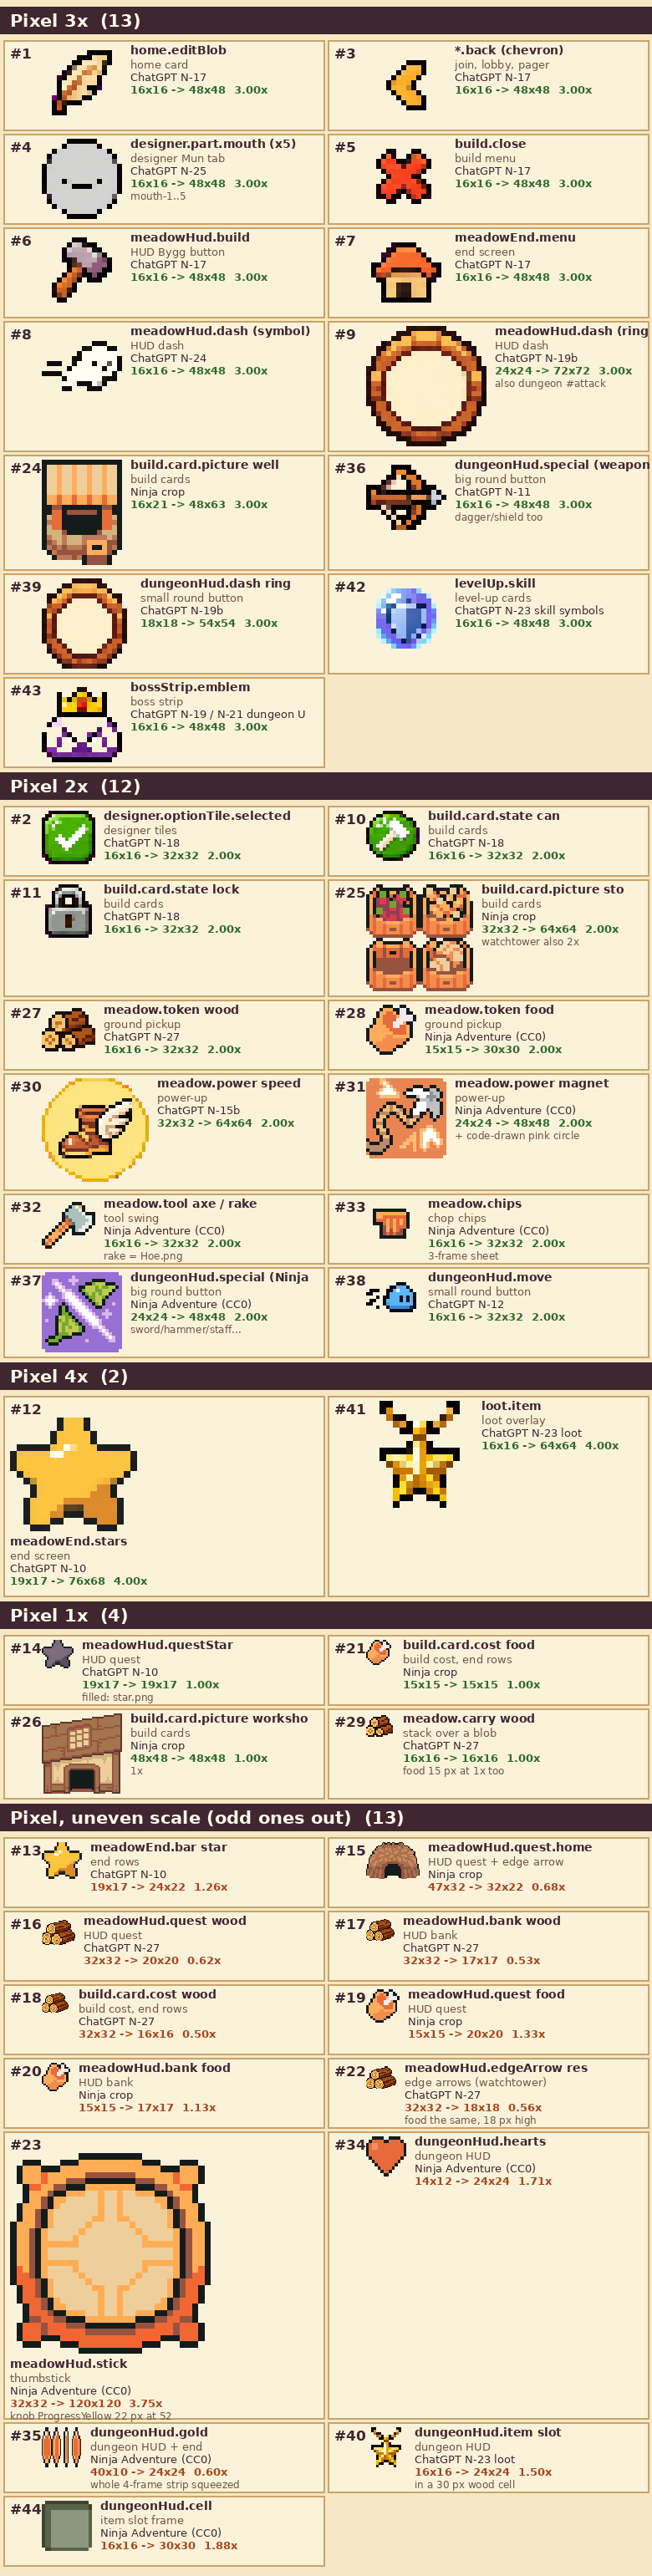 Pixel 3x (13)
#1
home.editBlob
home card
ChatGPT N-17
16x16 -> 48x48 3.00x
#3
*.back (chevron)
join, lobby, pager
ChatGPT N-17
16x16 -> 48x48 3.00x
#4
designer.part.mouth (x5)
designer Mun tab
ChatGPT N-25
16x16 -> 48x48 3.00x
mouth-1..5
#5
build.close
build menu
ChatGPT N-17
16x16 -> 48x48 3.00x
#6
meadowHud.build
HUD Bygg button
ChatGPT N-17
16x16 -> 48x48 3.00x
#7
meadowEnd.menu
end screen
ChatGPT N-17
16x16 -> 48x48 3.00x
#8
meadowHud.dash (symbol)
HUD dash
ChatGPT N-24
16x16 -> 48x48 3.00x
#9
meadowHud.dash (ring
HUD dash
ChatGPT N-19b
24x24 -> 72x72 3.00x
also dungeon #attack
#24
build.card.picture well
build cards
Ninja crop
16x21 -> 48x63 3.00x
#36
dungeonHud.special (weapon
big round button
ChatGPT N-11
16x16 -> 48x48 3.00x
dagger/shield too
#39
dungeonHud.dash ring
small round button
ChatGPT N-19b
18x18 -> 54x54 3.00x
#42
levelUp.skill
level-up cards
ChatGPT N-23 skill symbols
16x16 -> 48x48 3.00x
#43
bossStrip.emblem
boss strip
ChatGPT N-19 / N-21 dungeon U
16x16 -> 48x48 3.00x
Pixel 2x (12)
#2
designer.optionTile.selected
designer tiles
ChatGPT N-18
16x16 -> 32x32 2.00x
#10
build.card.state can
build cards
ChatGPT N-18
16x16 -> 32x32 2.00x
#11
build.card.state lock
build cards
ChatGPT N-18
16x16 -> 32x32 2.00x
#25
build.card.picture sto
build cards
Ninja crop
32x32 -> 64x64 2.00x
watchtower also 2x
#27
meadow.token wood
ground pickup
ChatGPT N-27
16x16 -> 32x32 2.00x
#28
meadow.token food
ground pickup
Ninja Adventure (CC0)
15x15 -> 30x30 2.00x
#30
meadow.power speed
power-up
ChatGPT N-15b
32x32 -> 64x64 2.00x
#31
meadow.power magnet
power-up
Ninja Adventure (CC0)
24x24 -> 48x48 2.00x
+ code-drawn pink circle
#32
meadow.tool axe / rake
tool swing
Ninja Adventure (CC0)
16x16 -> 32x32 2.00x
rake = Hoe.png
#33
meadow.chips
chop chips
Ninja Adventure (CC0)
16x16 -> 32x32 2.00x
3-frame sheet
#37
dungeonHud.special (Ninja
big round button
Ninja Adventure (CC0)
24x24 -> 48x48 2.00x
sword/hammer/staff...
#38
dungeonHud.move
small round button
ChatGPT N-12
16x16 -> 32x32 2.00x
Pixel 4x (2)
#12
meadowEnd.stars
end screen
ChatGPT N-10
19x17 -> 76x68 4.00x
#41
loot.item
loot overlay
ChatGPT N-23 loot
16x16 -> 64x64 4.00x
Pixel 1x (4)
#14
meadowHud.questStar
HUD quest
ChatGPT N-10
19x17 -> 19x17 1.00x
filled: star.png
#21
build.card.cost food
build cost, end rows
Ninja crop
15x15 -> 15x15 1.00x
#26
build.card.picture worksho
build cards
Ninja crop
48x48 -> 48x48 1.00x
1x
#29
meadow.carry wood
stack over a blob
ChatGPT N-27
16x16 -> 16x16 1.00x
food 15 px at 1x too
Pixel, uneven scale (odd ones out) (13)
#13
meadowEnd.bar star
end rows
ChatGPT N-10
19x17 -> 24x22 1.26x
#15
meadowHud.quest.home
HUD quest + edge arrow
Ninja crop
47x32 -> 32x22 0.68x
#16
meadowHud.quest wood
HUD quest
ChatGPT N-27
32x32 -> 20x20 0.62x
#17
meadowHud.bank wood
HUD bank
ChatGPT N-27
32x32 -> 17x17 0.53x
#18
build.card.cost wood
build cost, end rows
ChatGPT N-27
32x32 -> 16x16 0.50x
#19
meadowHud.quest food
HUD quest
Ninja crop
15x15 -> 20x20 1.33x
#20
meadowHud.bank food
HUD bank
Ninja crop
15x15 -> 17x17 1.13x
#22
meadowHud.edgeArrow res
edge arrows (watchtower)
ChatGPT N-27
32x32 -> 18x18 0.56x
food the same, 18 px high
#23
meadowHud.stick
thumbstick
Ninja Adventure (CC0)
32x32 -> 120x120 3.75x
knob ProgressYellow 22 px at 52
#34
dungeonHud.hearts
dungeon HUD
Ninja Adventure (CC0)
14x12 -> 24x24 1.71x
#35
dungeonHud.gold
dungeon HUD + end
Ninja Adventure (CC0)
40x10 -> 24x24 0.60x
whole 4-frame strip squeezed
#40
dungeonHud.item slot
dungeon HUD
ChatGPT N-23 loot
16x16 -> 24x24 1.50x
in a 30 px wood cell
#44
dungeonHud.cell
item slot frame
Ninja Adventure (CC0)
16x16 -> 30x30 1.88x